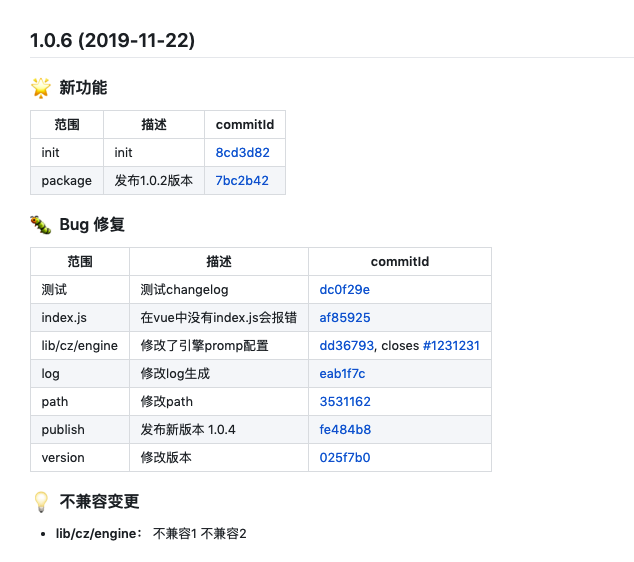 1.0.6 (2019-11-22)
🌟 新功能
范围 描述 commitId
init init 8cd3d82
package 发布1.0.2版本 7bc2b42
🐛 Bug 修复
范围 描述 commitId
测试 测试changelog dc0f29e
index.js 在vue中没有index.js会报错 af85925
lib/cz/engine 修改了引擎promp配置 dd36793, closes #1231231
log 修改log生成 eab1f7c
path 修改path 3531162
publish 发布新版本 1.0.4 fe484b8
version 修改版本 025f7b0
💡 不兼容变更
• lib/cz/engine： 不兼容1 不兼容2